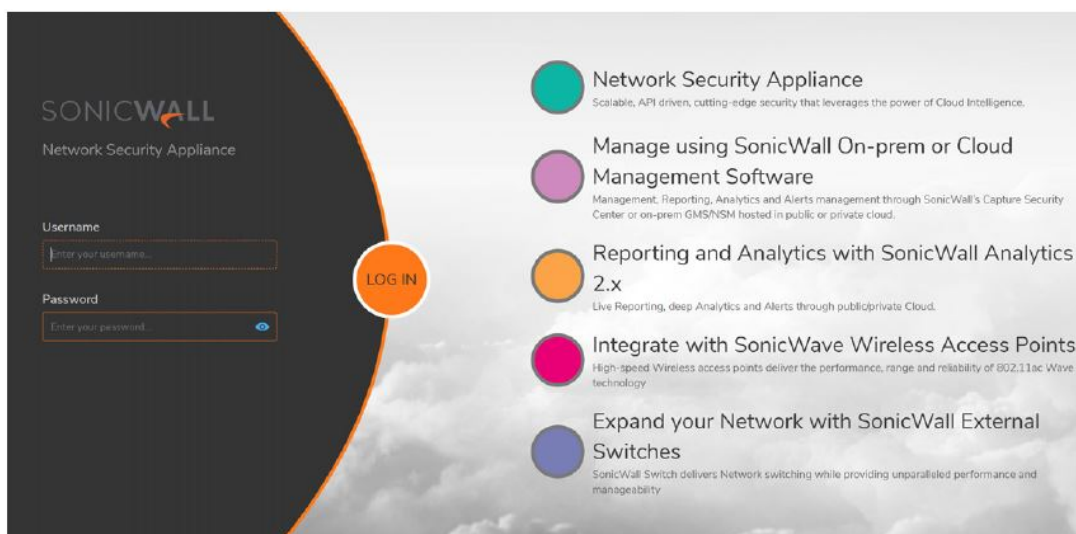 SONICWALL
Network Security Appliance
Username
Enter your username...
Password
Enter your password...
LOG IN
Network Security Appliance
Scalable, API driven, cutting-edge security that leverages the power of Cloud Intelligence.
Manage using SonicWall On-prem or Cloud
Management Software
Management, Reporting, Analytics and Alerts management through SonicWall's Capture Security
Center or on-prem GMS/NSM hosted in public or private cloud.
Reporting and Analytics with SonicWall Analytics
2.x
Live Reporting, deep Analytics and Alerts through public/private Cloud.
Integrate with SonicWave Wireless Access Points
High-speed Wireless access points deliver the performance, range and reliability of 802.11ac Wave
technology
Expand your Network with SonicWall External
Switches
SonicWall Switch delivers Network switching while providing unparalleled performance and
manageability